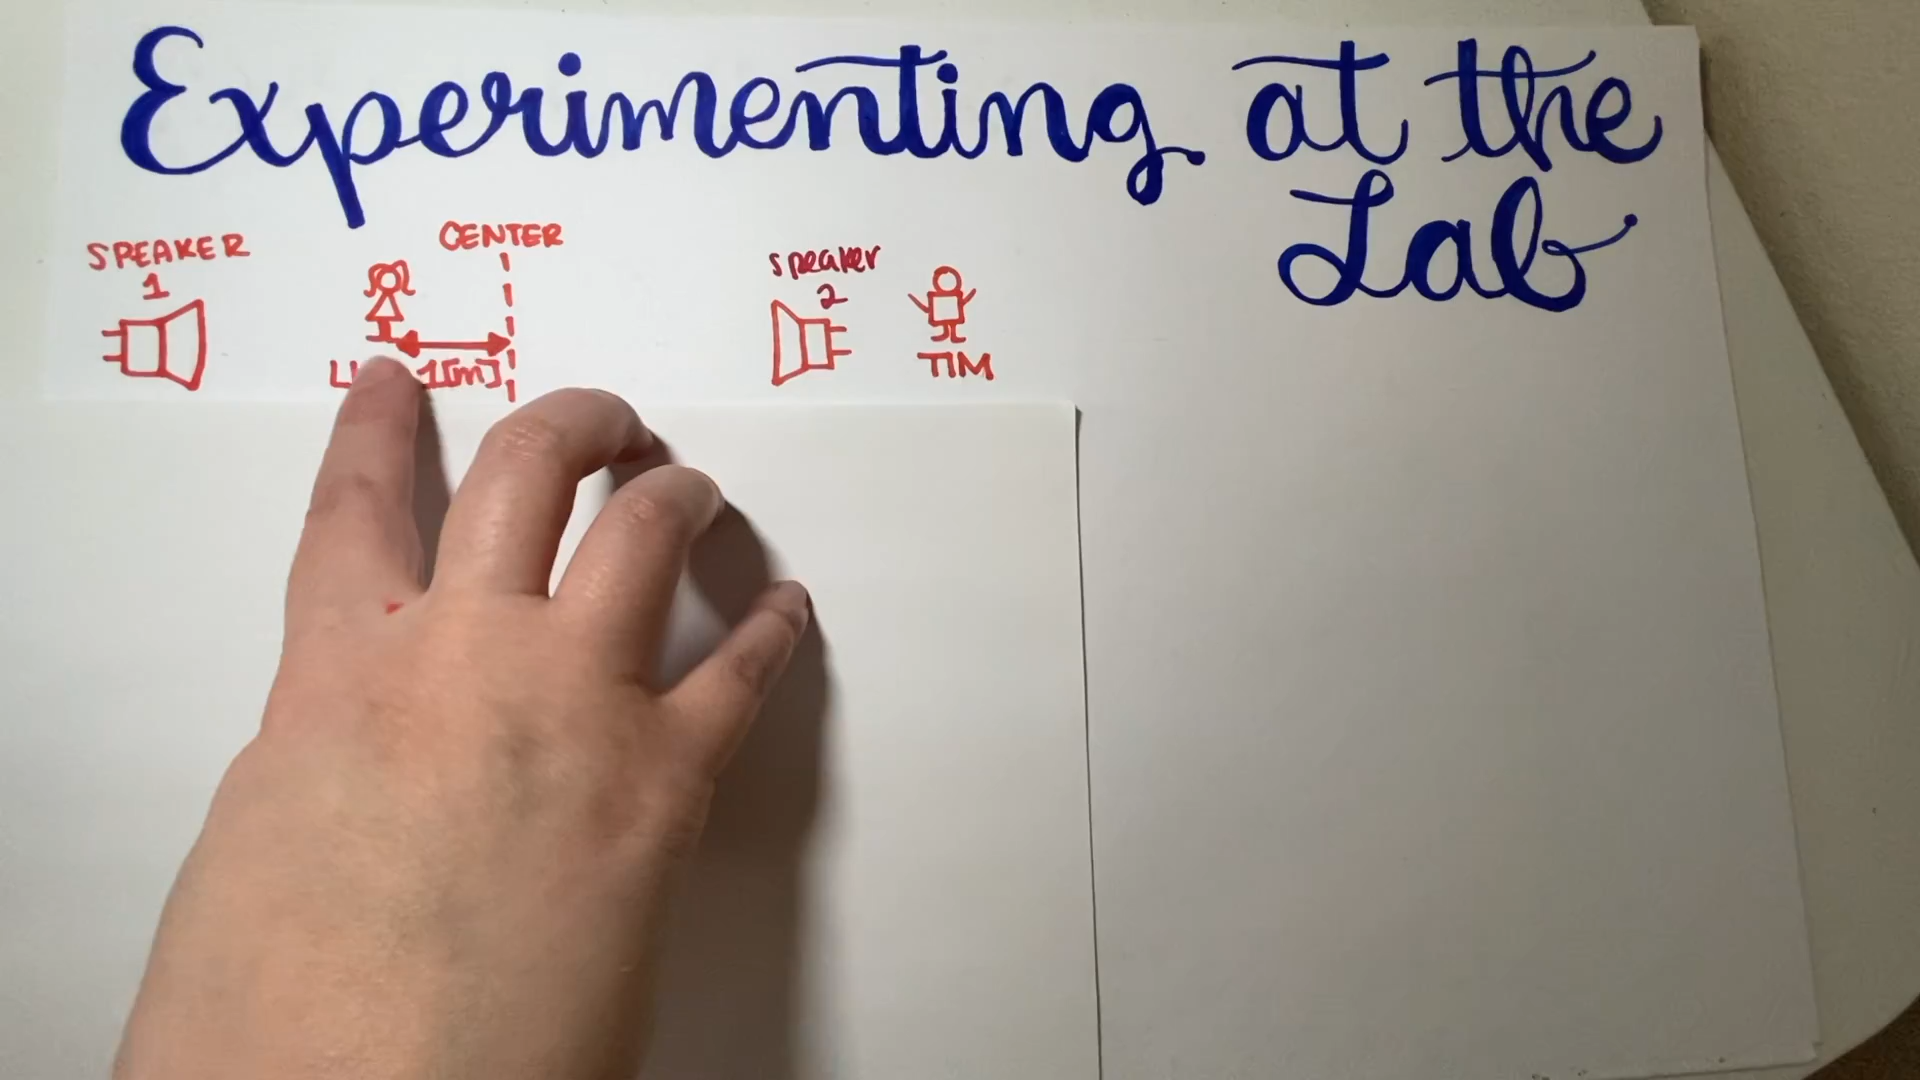 Experimenting at the
Lab
SPEAKER
1
CENTER
speaker
2
1[m]
TIM